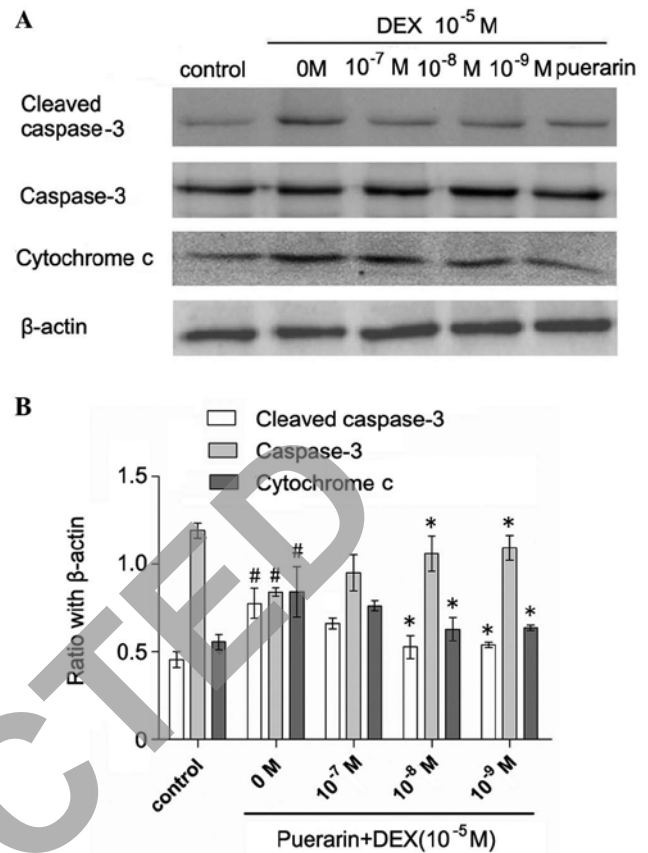 A
DEX 10⁻⁵ M
control 0M 10⁻⁷ M 10⁻⁸ M 10⁻⁹ M puerarin
Cleaved
caspase-3
Caspase-3
Cytochrome c
β-actin
B
Cleaved caspase-3
Caspase-3
Cytochrome c
Ratio with β-actin
1.5
1.0
0.5
0
# # #
* * *
* * *
control 0 M 10⁻⁷ M 10⁻⁸ M 10⁻⁹ M
Puerarin+DEX(10⁻⁵M)
CTED